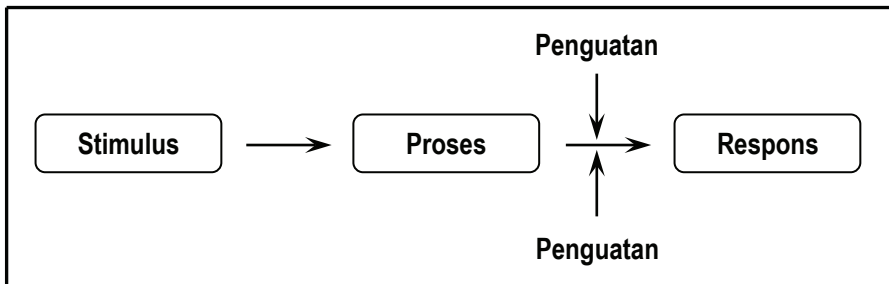 Penguatan
Stimulus
Proses
Respons
Penguatan